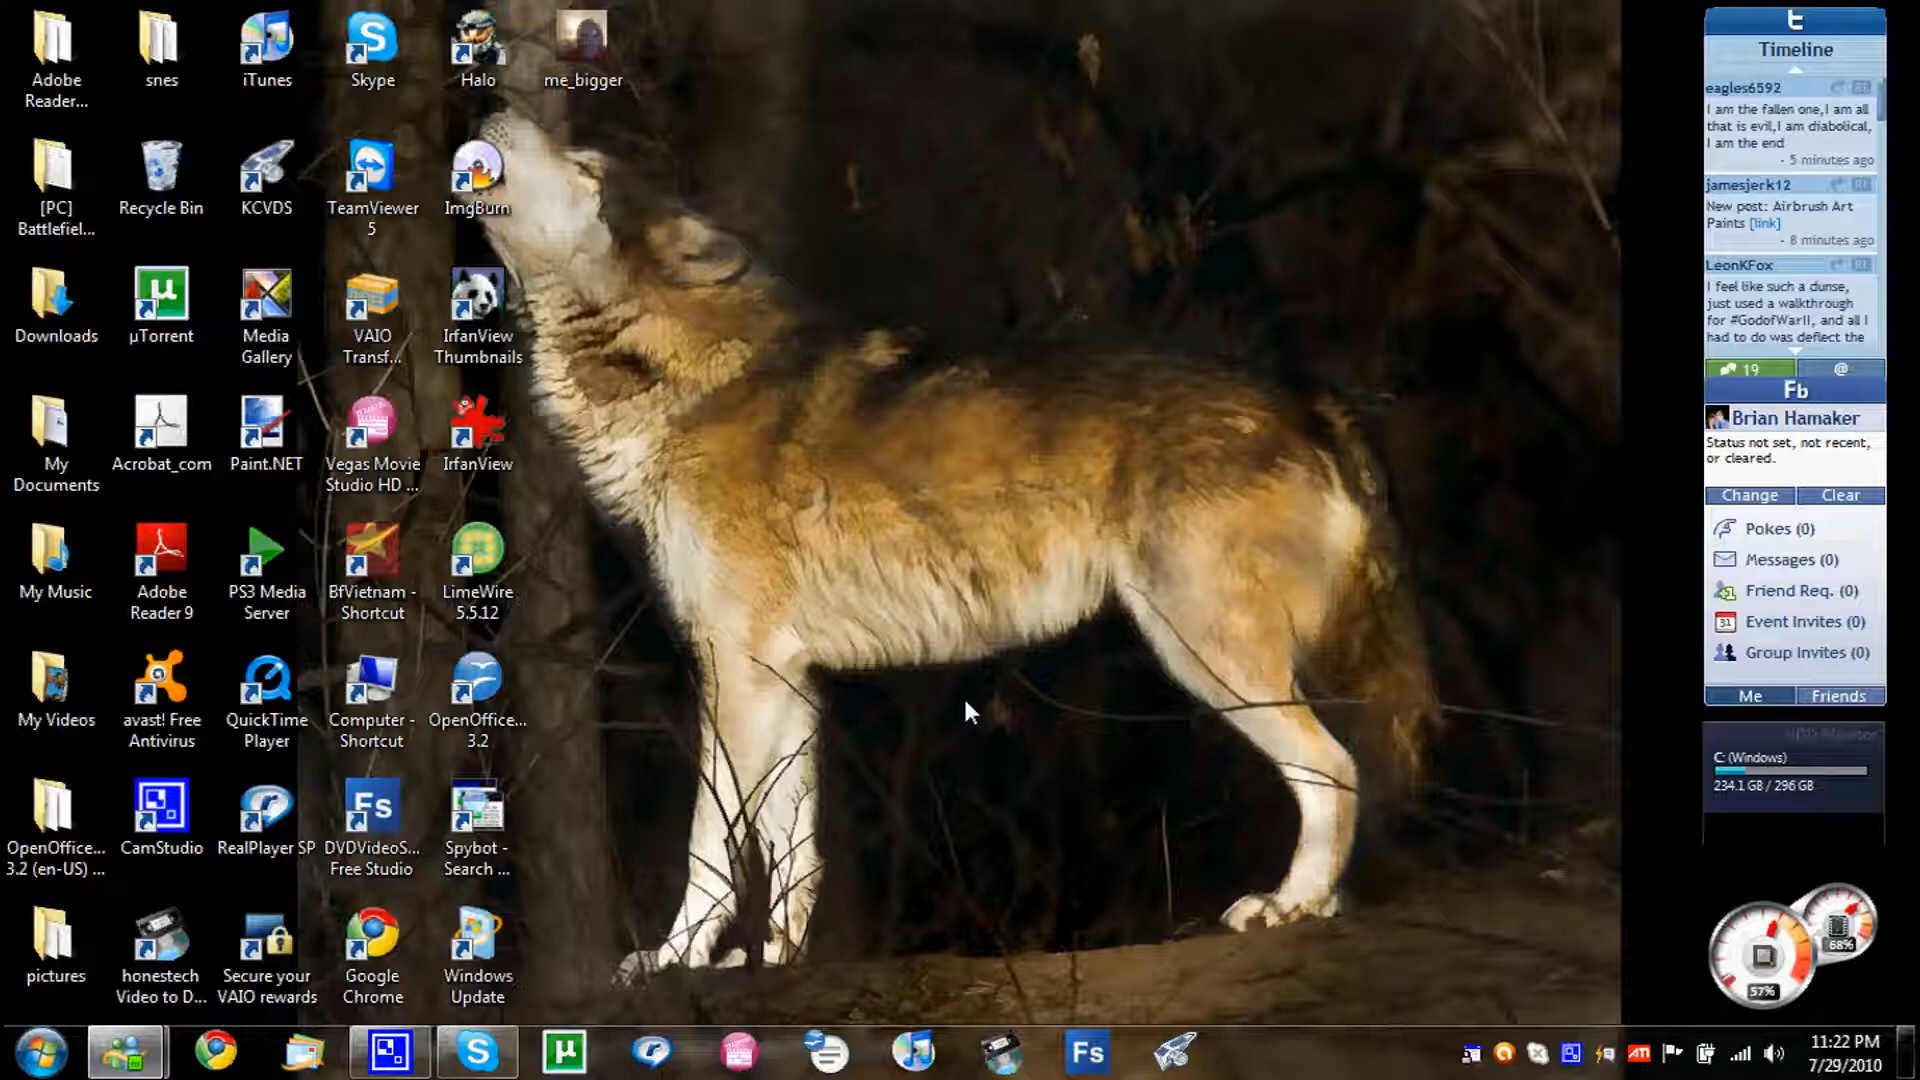 Adobe
Reader...
snes
iTunes
Skype
Halo
me_bigger
[PC]
Battlefiel...
Recycle Bin
KCVDS
TeamViewer
5
ImgBurn
Downloads
µTorrent
Media
Gallery
VAIO
Transf...
IrfanView
Thumbnails
My
Documents
Acrobat_com
Paint.NET
Vegas Movie
Studio HD ...
IrfanView
My Music
Adobe
Reader 9
PS3 Media
Server
BfVietnam -
Shortcut
LimeWire
5.5.12
My Videos
avast! Free
Antivirus
QuickTime
Player
Computer -
Shortcut
OpenOffice...
3.2
OpenOffice...
3.2 (en-US) ...
CamStudio
RealPlayer SP
Fs
DVDVideoS...
Free Studio
Spybot -
Search ...
pictures
honestech
Video to D...
Secure your
VAIO rewards
Google
Chrome
Windows
Update
t
Timeline
eagles6592
I am the fallen one,I am all
that is evil,I am diabolical,
I am the end
- 5 minutes ago
jamesjerk12
New post: Airbrush Art
Paints [link]
- 8 minutes ago
LeonKFox
I feel like such a dunse,
just used a walkthrough
for #GodofWarII, and all I
had to do was deflect the
19 @
Fb
Brian Hamaker
Status not set, not recent,
or cleared.
Change Clear
Pokes (0)
Messages (0)
Friend Req. (0)
31 Event Invites (0)
Group Invites (0)
Me Friends
C: (Windows)
234.1 GB / 296 GB
68%
57%
Fs
ATI
11:22 PM
7/29/2010